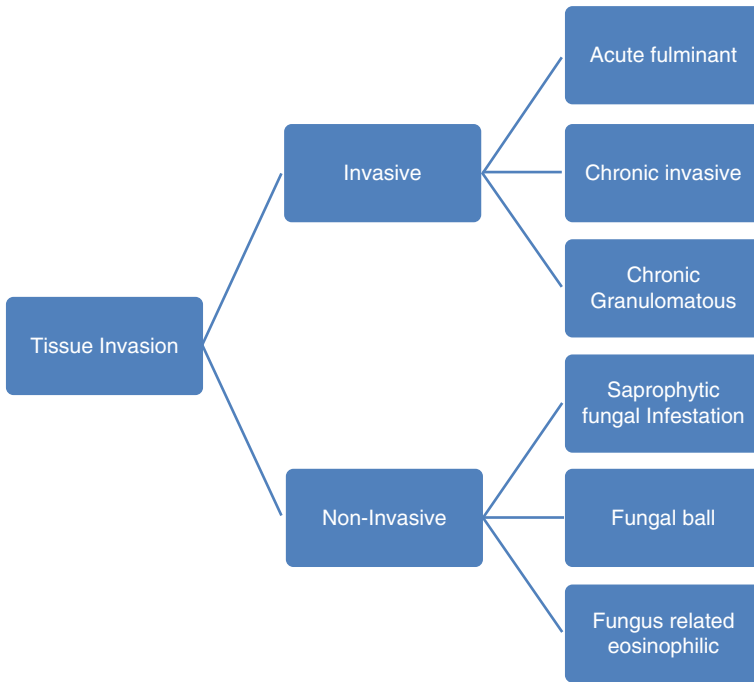 Acute fulminant
Invasive
Chronic invasive
Chronic
Granulomatous
Tissue Invasion
Saprophytic
fungal Infestation
Non-Invasive
Fungal ball
Fungus related
eosinophilic